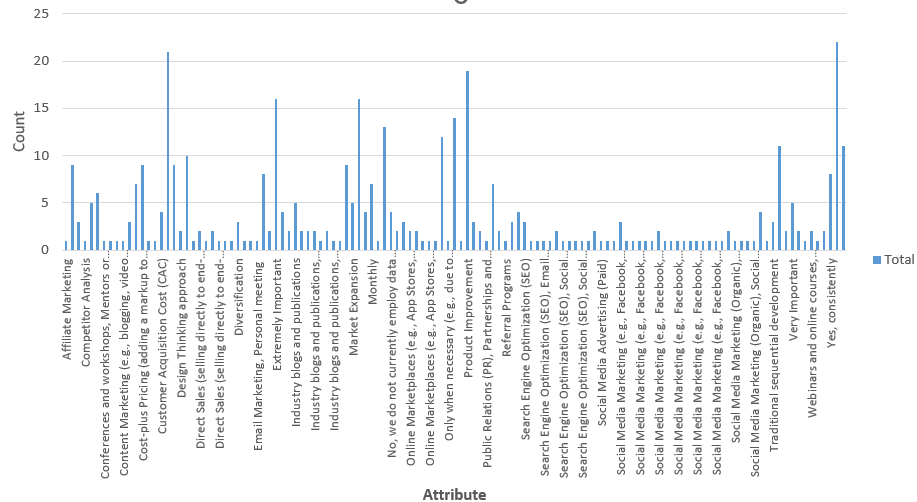 25
20
15
10
5
0
Count
Affiliate Marketing
Competitor Analysis
Conferences and workshops, Mentors or...
Content Marketing (e.g., blogging, video...
Cost-plus Pricing (adding a markup to...
Customer Acquisition Cost (CAC)
Design Thinking approach
Direct Sales (selling directly to end-...
Direct Sales (selling directly to end-...
Diversification
Email Marketing, Personal meeting
Extremely Important
Industry blogs and publications
Industry blogs and publications,...
Industry blogs and publications,...
Market Expansion
Monthly
No, we do not currently employ data...
Online Marketplaces (e.g., App Stores,...
Online Marketplaces (e.g., App Stores,...
Only when necessary (e.g., due to...
Product Improvement
Public Relations (PR), Partnerships and...
Referral Programs
Search Engine Optimization (SEO)
Search Engine Optimization (SEO), Email...
Search Engine Optimization (SEO), Social...
Search Engine Optimization (SEO), Social...
Social Media Advertising (Paid)
Social Media Marketing (e.g., Facebook,...
Social Media Marketing (e.g., Facebook,...
Social Media Marketing (e.g., Facebook,...
Social Media Marketing (e.g., Facebook,...
Social Media Marketing (e.g., Facebook,...
Social Media Marketing (e.g., Facebook,...
Social Media Marketing (Organic),...
Social Media Marketing (Organic), Social...
Traditional sequential development
Very Important
Webinars and online courses,...
Yes, consistently
Attribute
Total